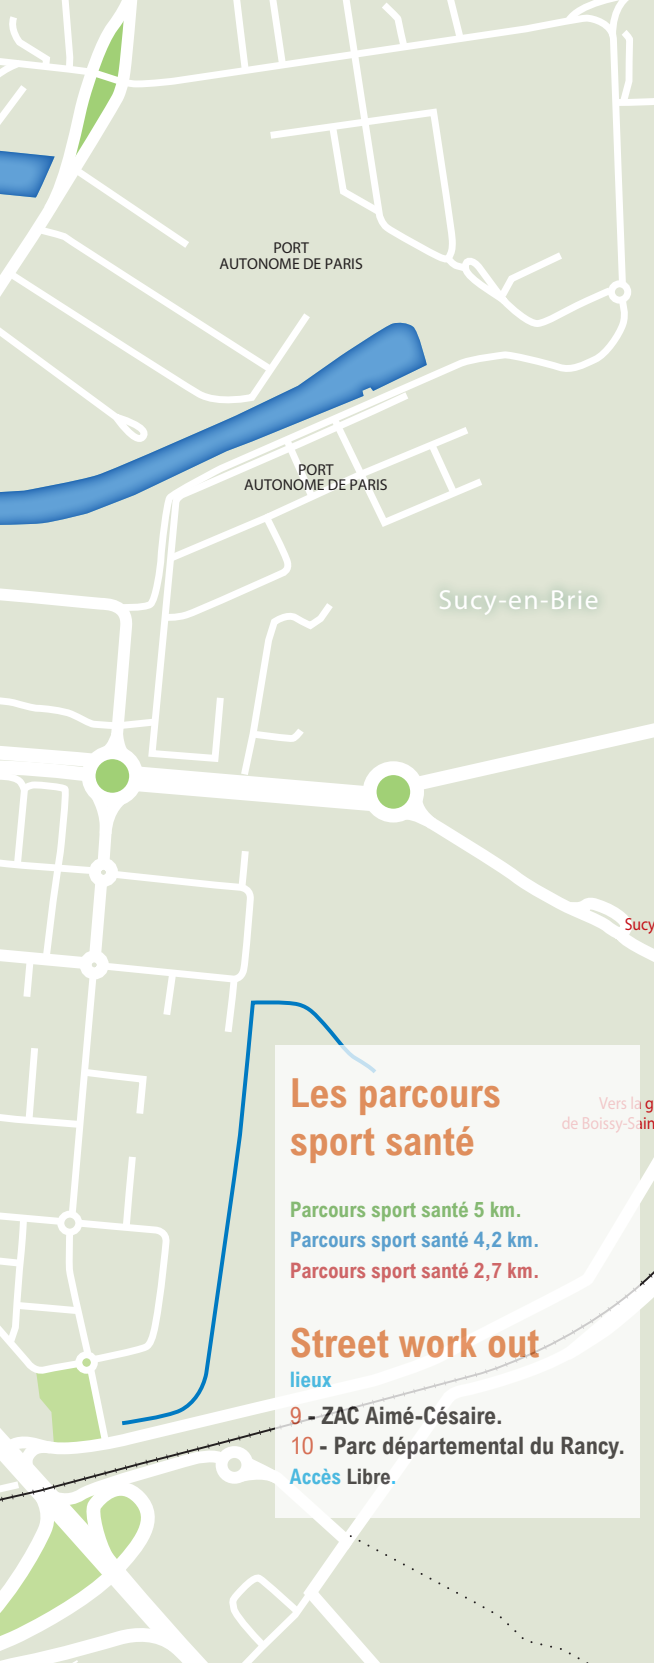 PORT
AUTONOME DE PARIS
PORT
AUTONOME DE PARIS
Sucy-en-Brie
Sucy
Vers la g
de Boissy-Sain
Les parcours
sport santé
Parcours sport santé 5 km.
Parcours sport santé 4,2 km.
Parcours sport santé 2,7 km.
Street work out
lieux
9 - ZAC Aimé-Césaire.
10 - Parc départemental du Rancy.
Accès Libre.